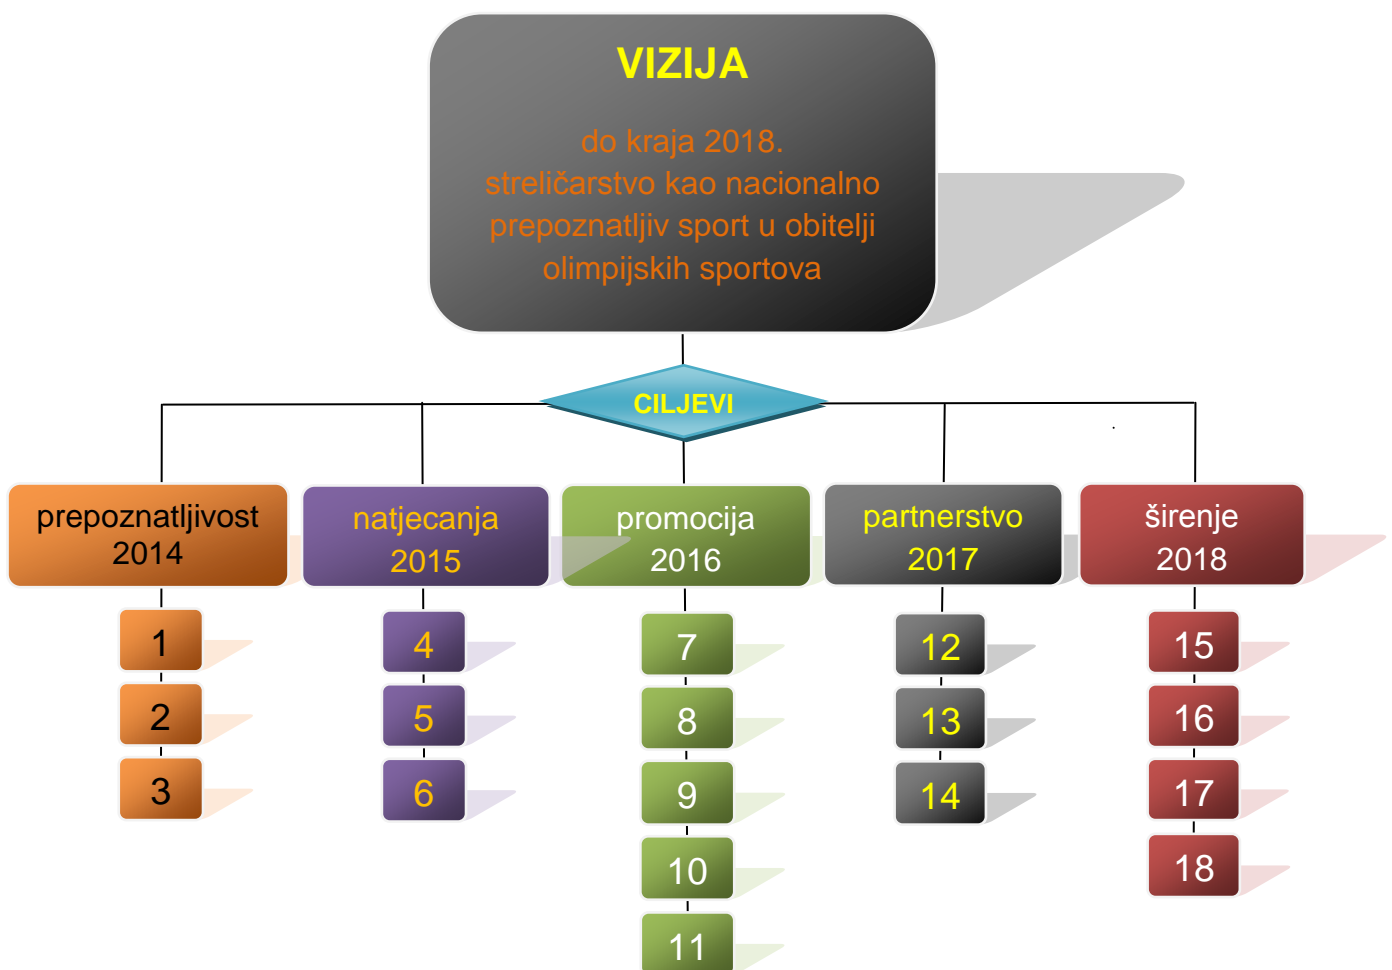 VIZIJA
do kraja 2018.
streličarstvo kao nacionalno
prepoznatljiv sport u obitelji
olimpijskih sportova
CILJEVI
prepoznatljivost
2014
natjecanja
2015
promocija
2016
partnerstvo
2017
širenje
2018
1
2
3
4
5
6
7
8
9
10
11
12
13
14
15
16
17
18